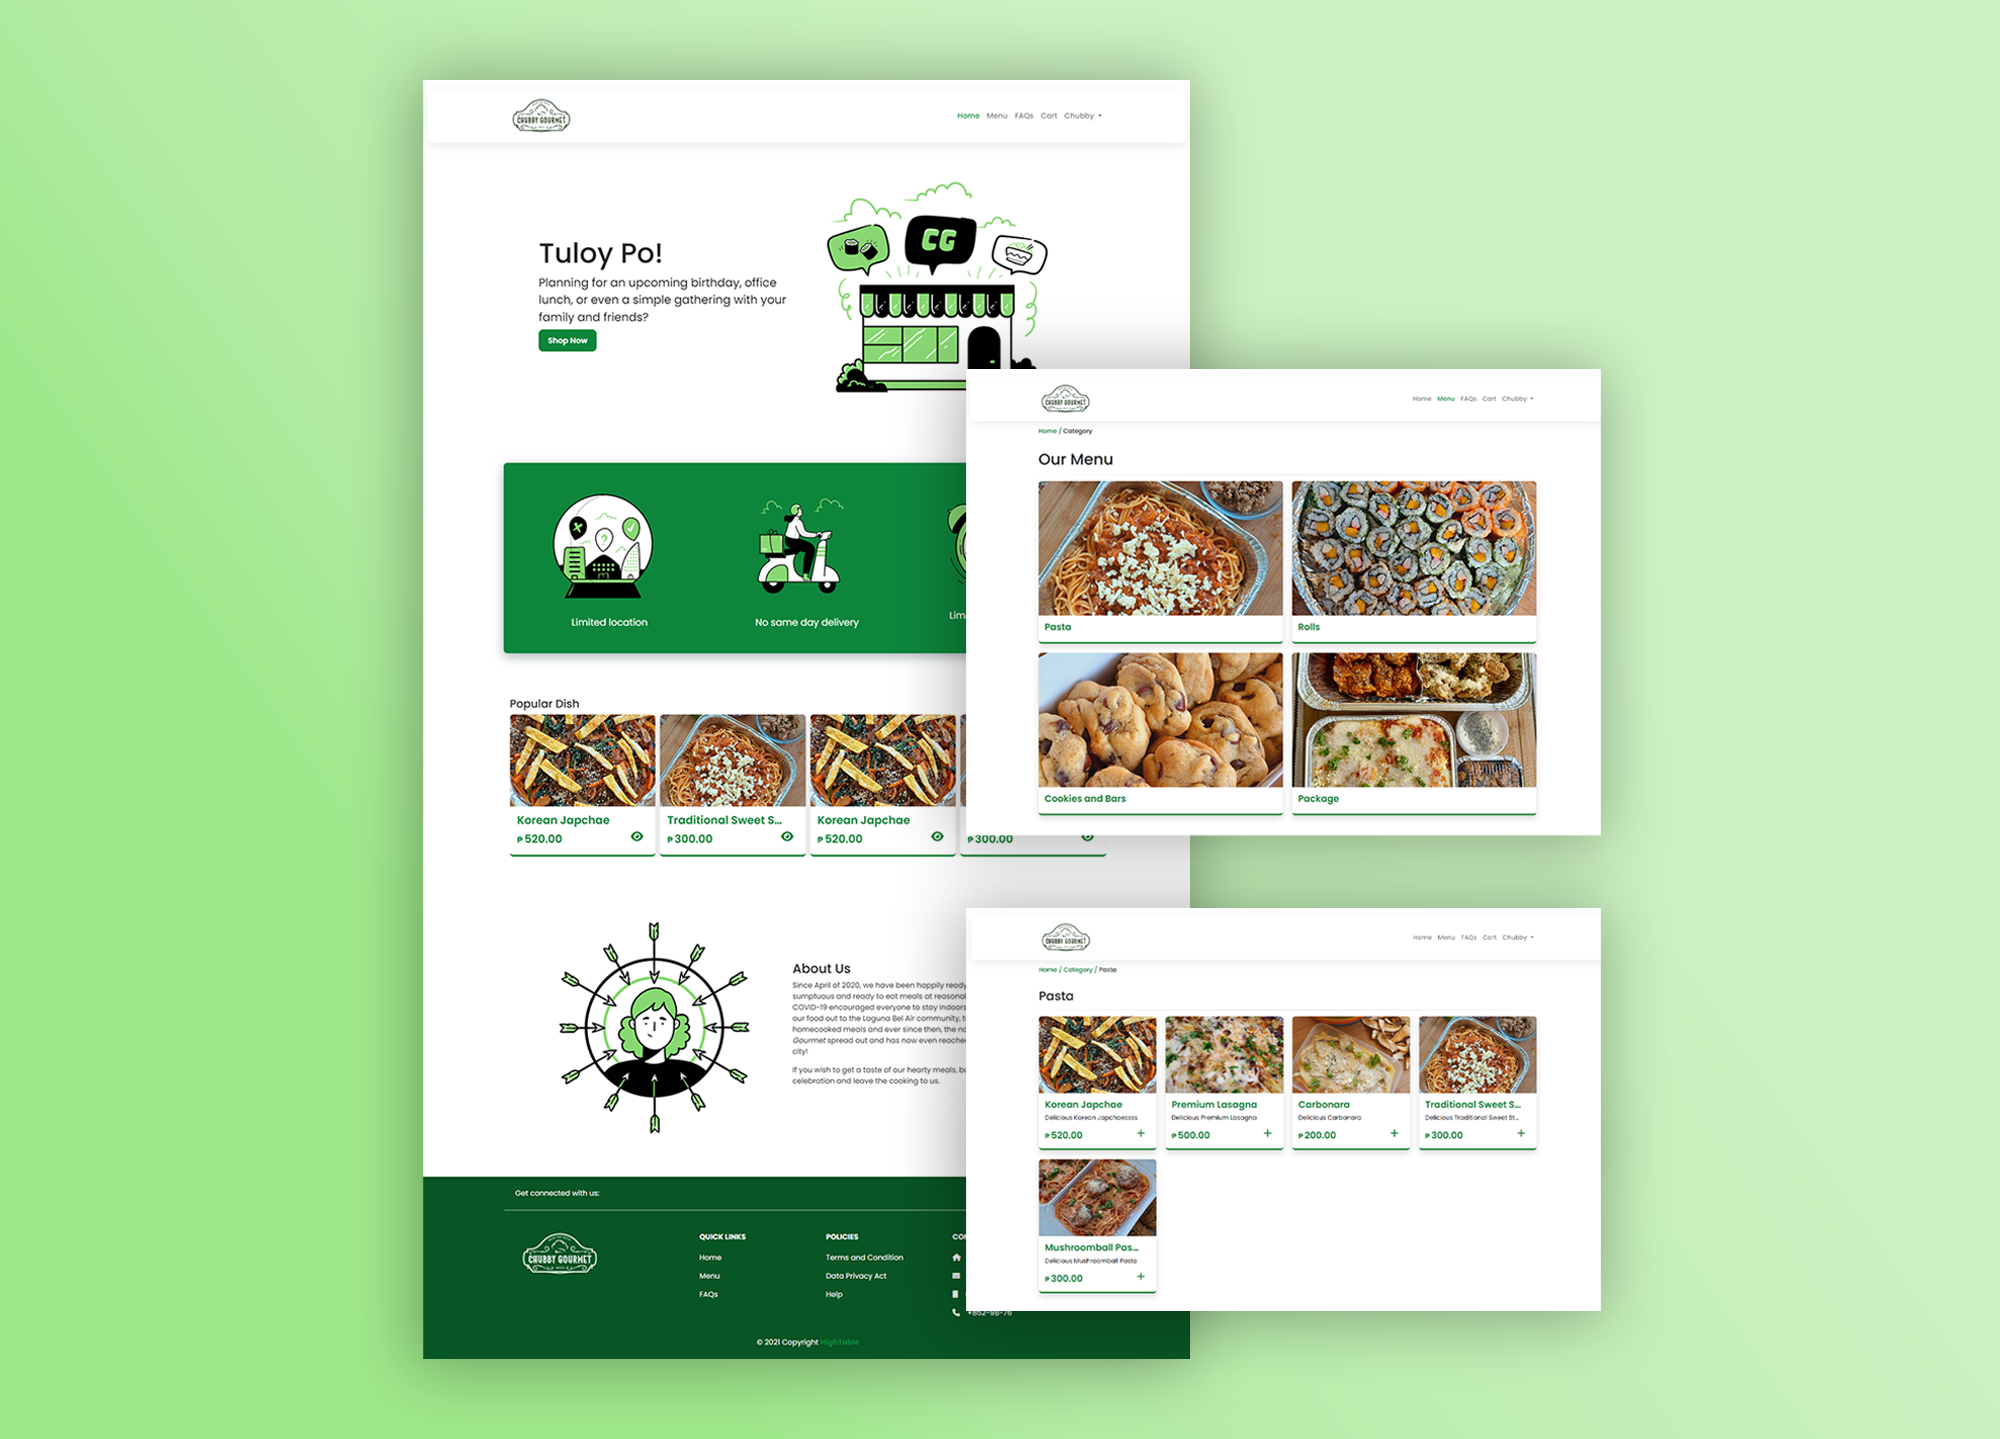 CHUBBY GOURMET
Home Menu FAQs Cart Chubby
Tuloy Po!
Planning for an upcoming birthday, office
lunch, or even a simple gathering with your
family and friends?
Shop Now
CG
Limited location
No same day delivery
Lim
Popular Dish
Korean Japchae
₱ 520.00
Traditional Sweet S...
₱ 300.00
Korean Japchae
₱ 520.00
₱ 300.00
About Us
Since April of 2020, we have been happily ready
sumptuous and ready to eat meals at reasonal
COVID-19 encouraged everyone to stay indoors
our food out to the Laguna Bel Air community, t
homecooked meals and ever since then, the na
Gourmet spread out and has now even reached
city!
If you wish to get a taste of our hearty meals, b
celebration and leave the cooking to us.
Get connected with us:
CHUBBY GOURMET
QUICK LINKS
Home
Menu
FAQs
POLICIES
Terms and Condition
Data Privacy Act
Help
CO
+852-98-76
© 2021 Copyright HighTable
CHUBBY GOURMET
Home Menu FAQs Cart Chubby
Home / Category
Our Menu
Pasta
Rolls
Cookies and Bars
Package
CHUBBY GOURMET
Home Menu FAQs Cart Chubby
Home / Category / Pasta
Pasta
Korean Japchae
Delicious Korean Japchaessss.
₱ 520.00 +
Premium Lasagna
Delicious Premium Lasagna
₱ 500.00 +
Carbonara
Delicious Carbonara
₱ 200.00 +
Traditional Sweet S...
Delicious Traditional Sweet St...
₱ 300.00 +
Mushroomball Pas...
Delicious Mushroomball Pasta
₱ 300.00 +